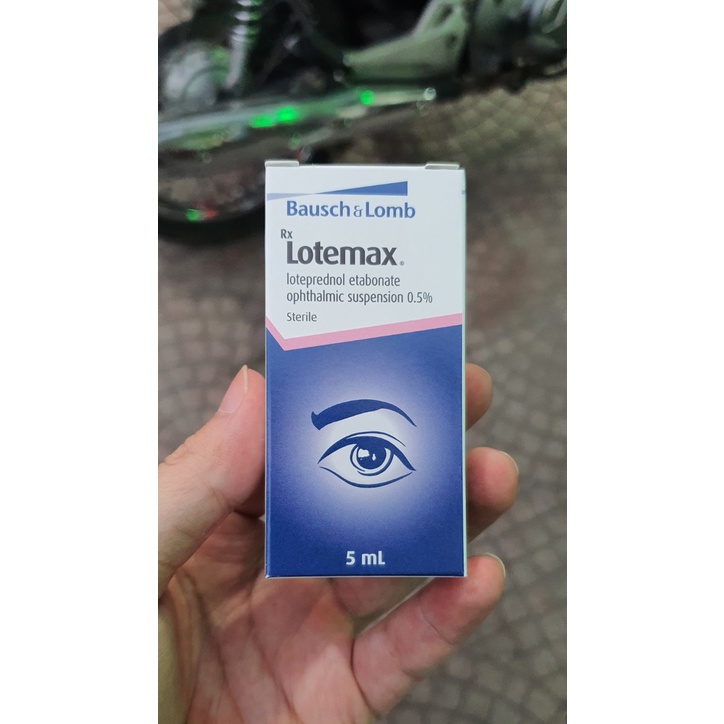 Bausch & Lomb
Rx
Lotemax®
loteprednol etabonate
ophthalmic suspension 0.5%
Sterile
5 mL